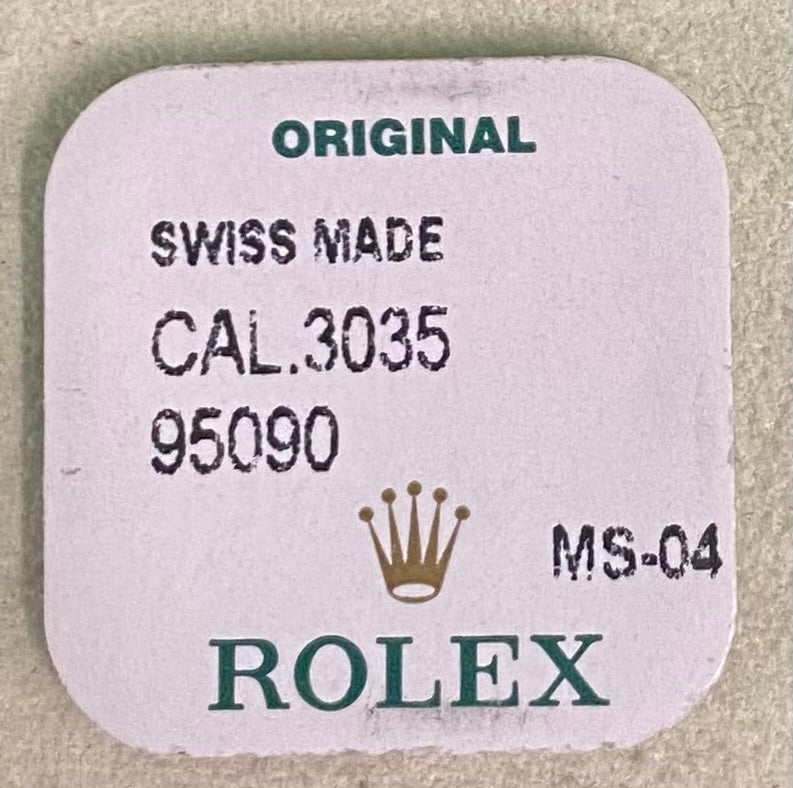 ORIGINAL
SWISS MADE
CAL.3035
95090
MS-04
ROLEX